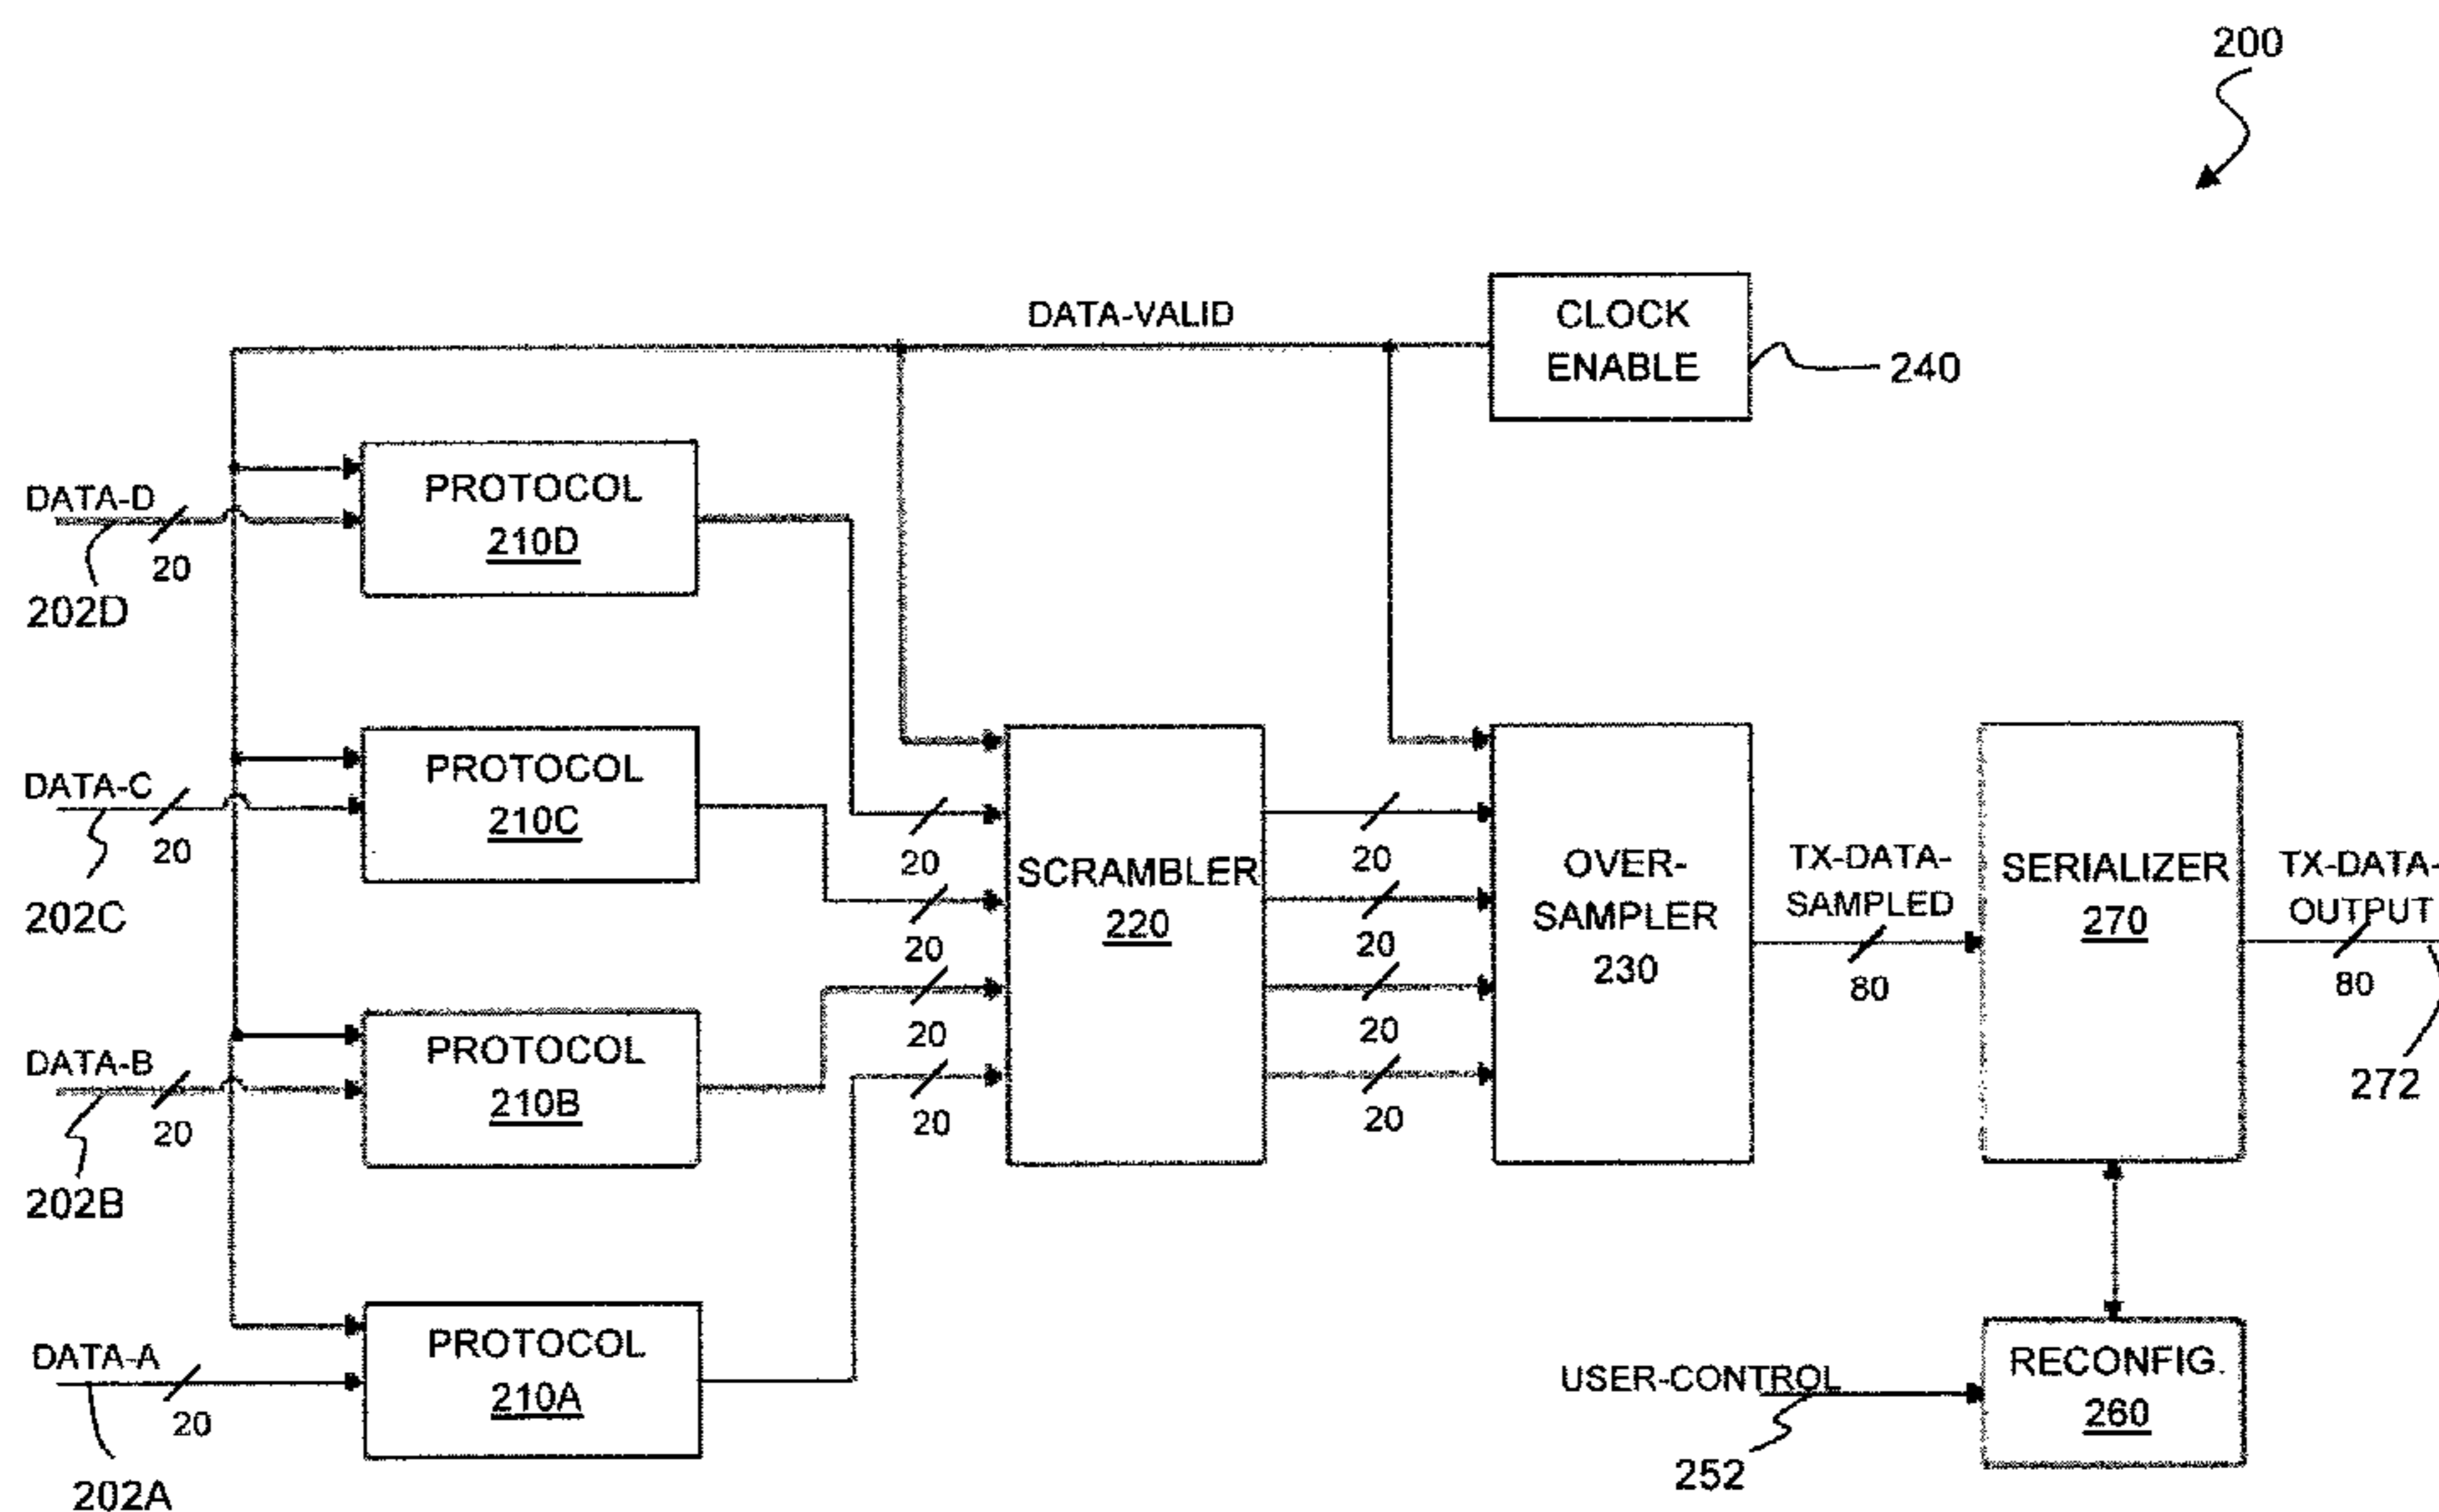 200
CLOCK
ENABLE
240
DATA-VALID
DATA-D
20
202D
PROTOCOL
210D
DATA-C
20
202C
PROTOCOL
210C
DATA-B
20
202B
PROTOCOL
210B
DATA-A
20
202A
PROTOCOL
210A
20
20
20
20
SCRAMBLER
220
20
20
20
20
OVER-
SAMPLER
230
TX-DATA-
SAMPLED
80
SERIALIZER
270
TX-DATA-
OUTPUT
80
272
USER-CONTROL
252
RECONFIG.
260